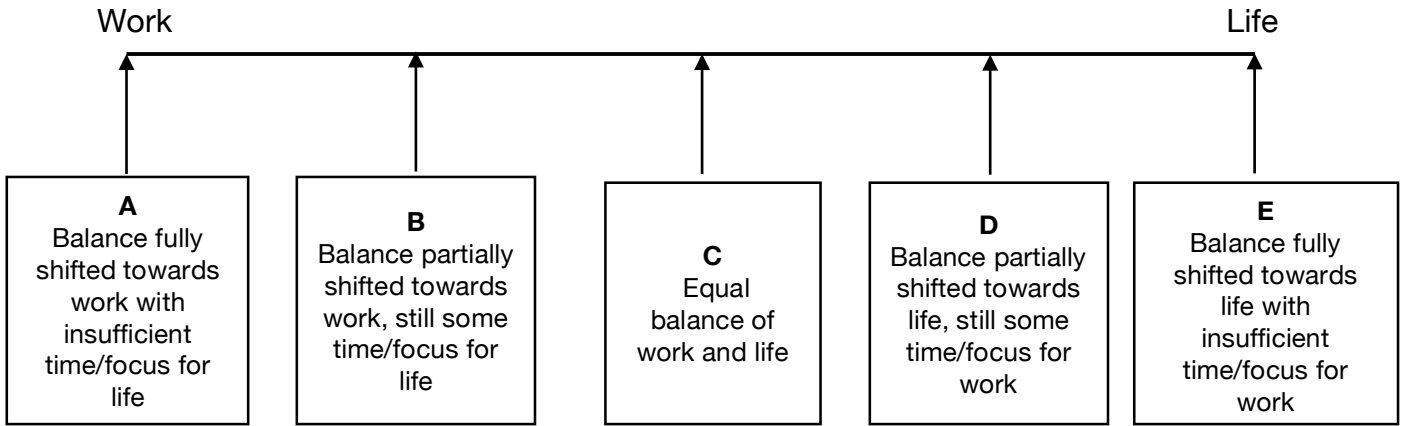 Work
Life
A
Balance fully
shifted towards
work with
insufficient
time/focus for
life
B
Balance partially
shifted towards
work, still some
time/focus for
life
C
Equal
balance of
work and life
D
Balance partially
shifted towards
life, still some
time/focus for
work
E
Balance fully
shifted towards
life with
insufficient
time/focus for
work